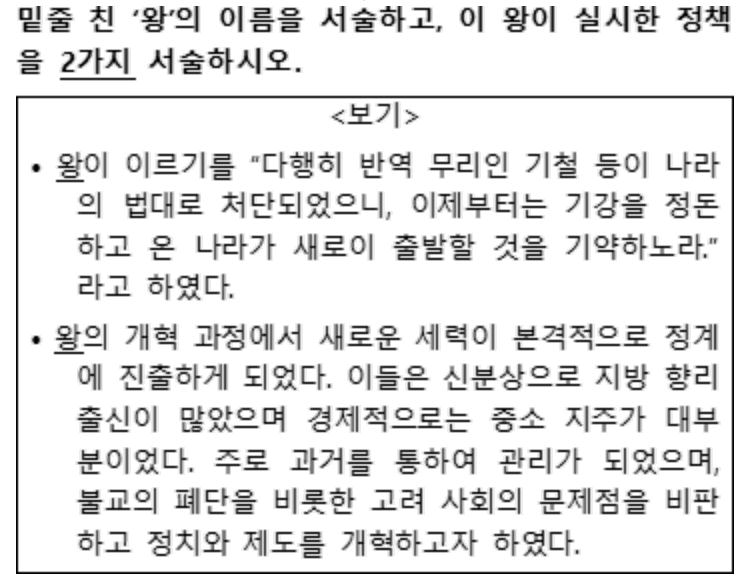 밑줄 친 ‘왕’의 이름을 서술하고, 이 왕이 실시한 정책
을 2가지 서술하시오.
<보기>
• 왕이 이르기를 “다행히 반역 무리인 기철 등이 나라
의 법대로 처단되었으니, 이제부터는 기강을 정돈
하고 온 나라가 새로이 출발할 것을 기약하노라.”
라고 하였다.
• 왕의 개혁 과정에서 새로운 세력이 본격적으로 정계
에 진출하게 되었다. 이들은 신분상으로 지방 향리
출신이 많았으며 경제적으로는 중소 지주가 대부
분이었다. 주로 과거를 통하여 관리가 되었으며,
불교의 폐단을 비롯한 고려 사회의 문제점을 비판
하고 정치와 제도를 개혁하고자 하였다.